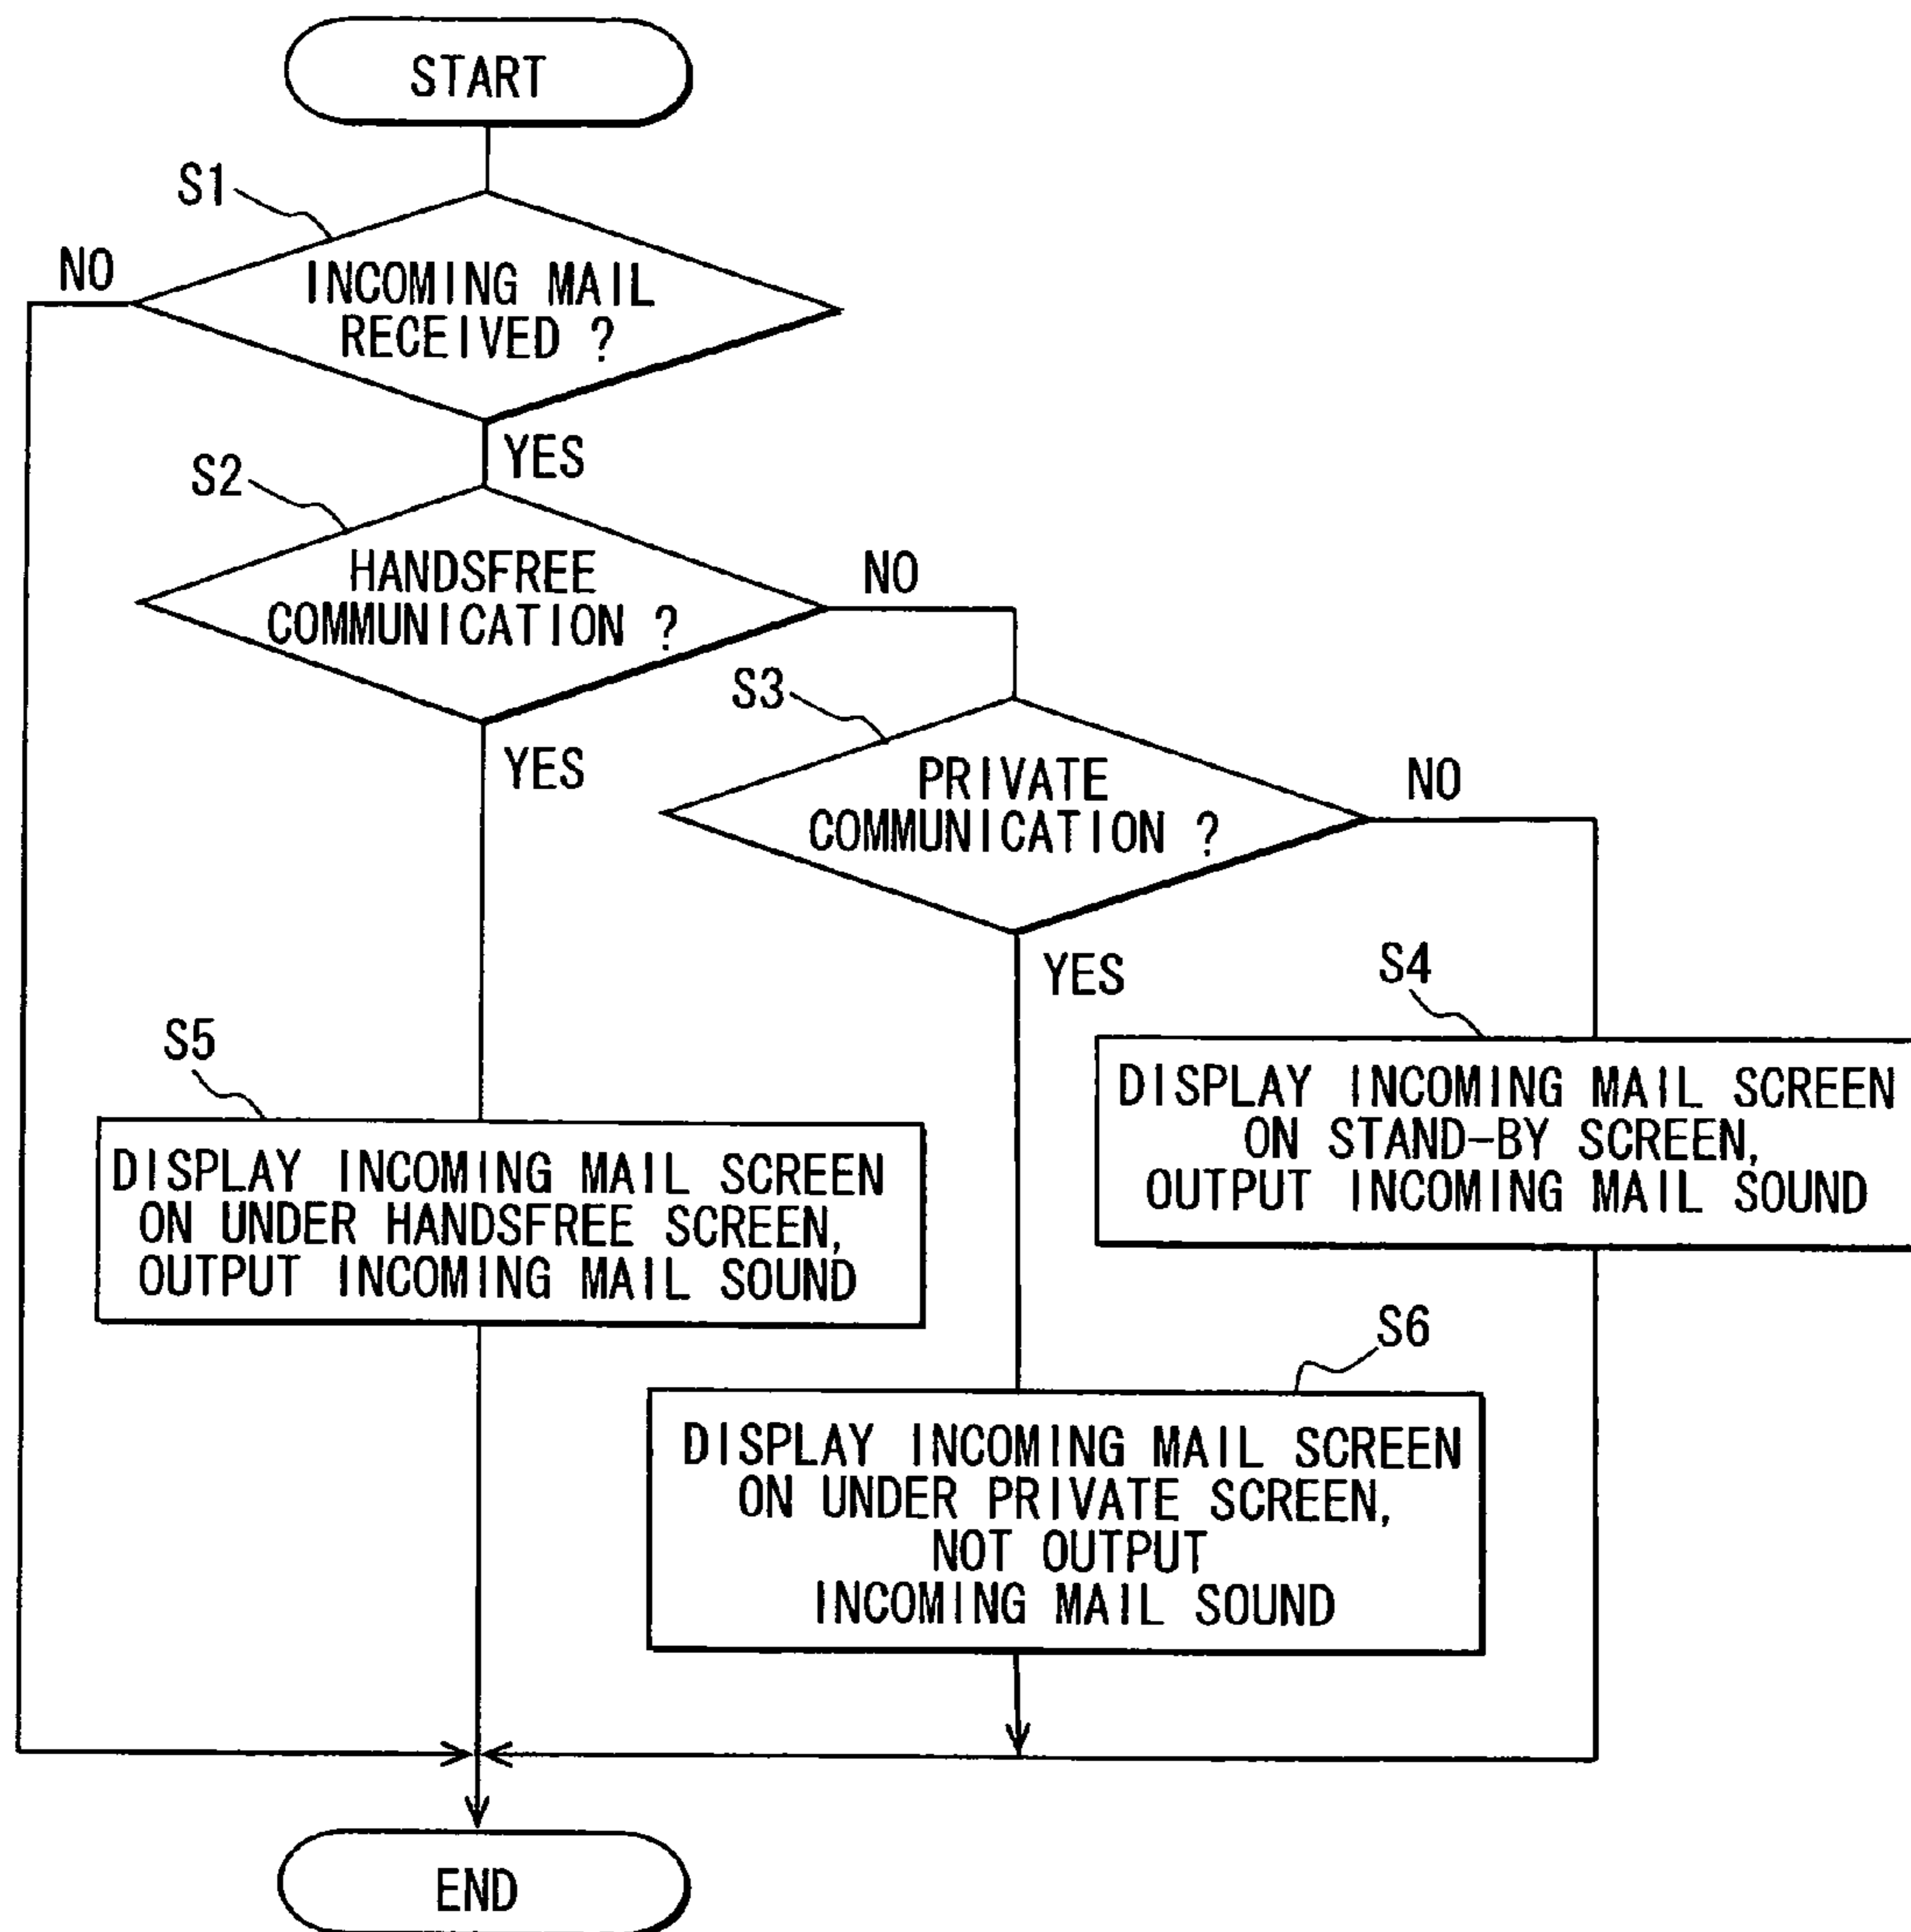 START
S1
NO
INCOMING MAIL
RECEIVED ?
YES
S2
HANDSFREE
COMMUNICATION ?
NO
YES
S3
PRIVATE
COMMUNICATION ?
NO
YES
S4
DISPLAY INCOMING MAIL SCREEN
ON STAND-BY SCREEN,
OUTPUT INCOMING MAIL SOUND
S5
DISPLAY INCOMING MAIL SCREEN
ON UNDER HANDSFREE SCREEN,
OUTPUT INCOMING MAIL SOUND
S6
DISPLAY INCOMING MAIL SCREEN
ON UNDER PRIVATE SCREEN,
NOT OUTPUT
INCOMING MAIL SOUND
END